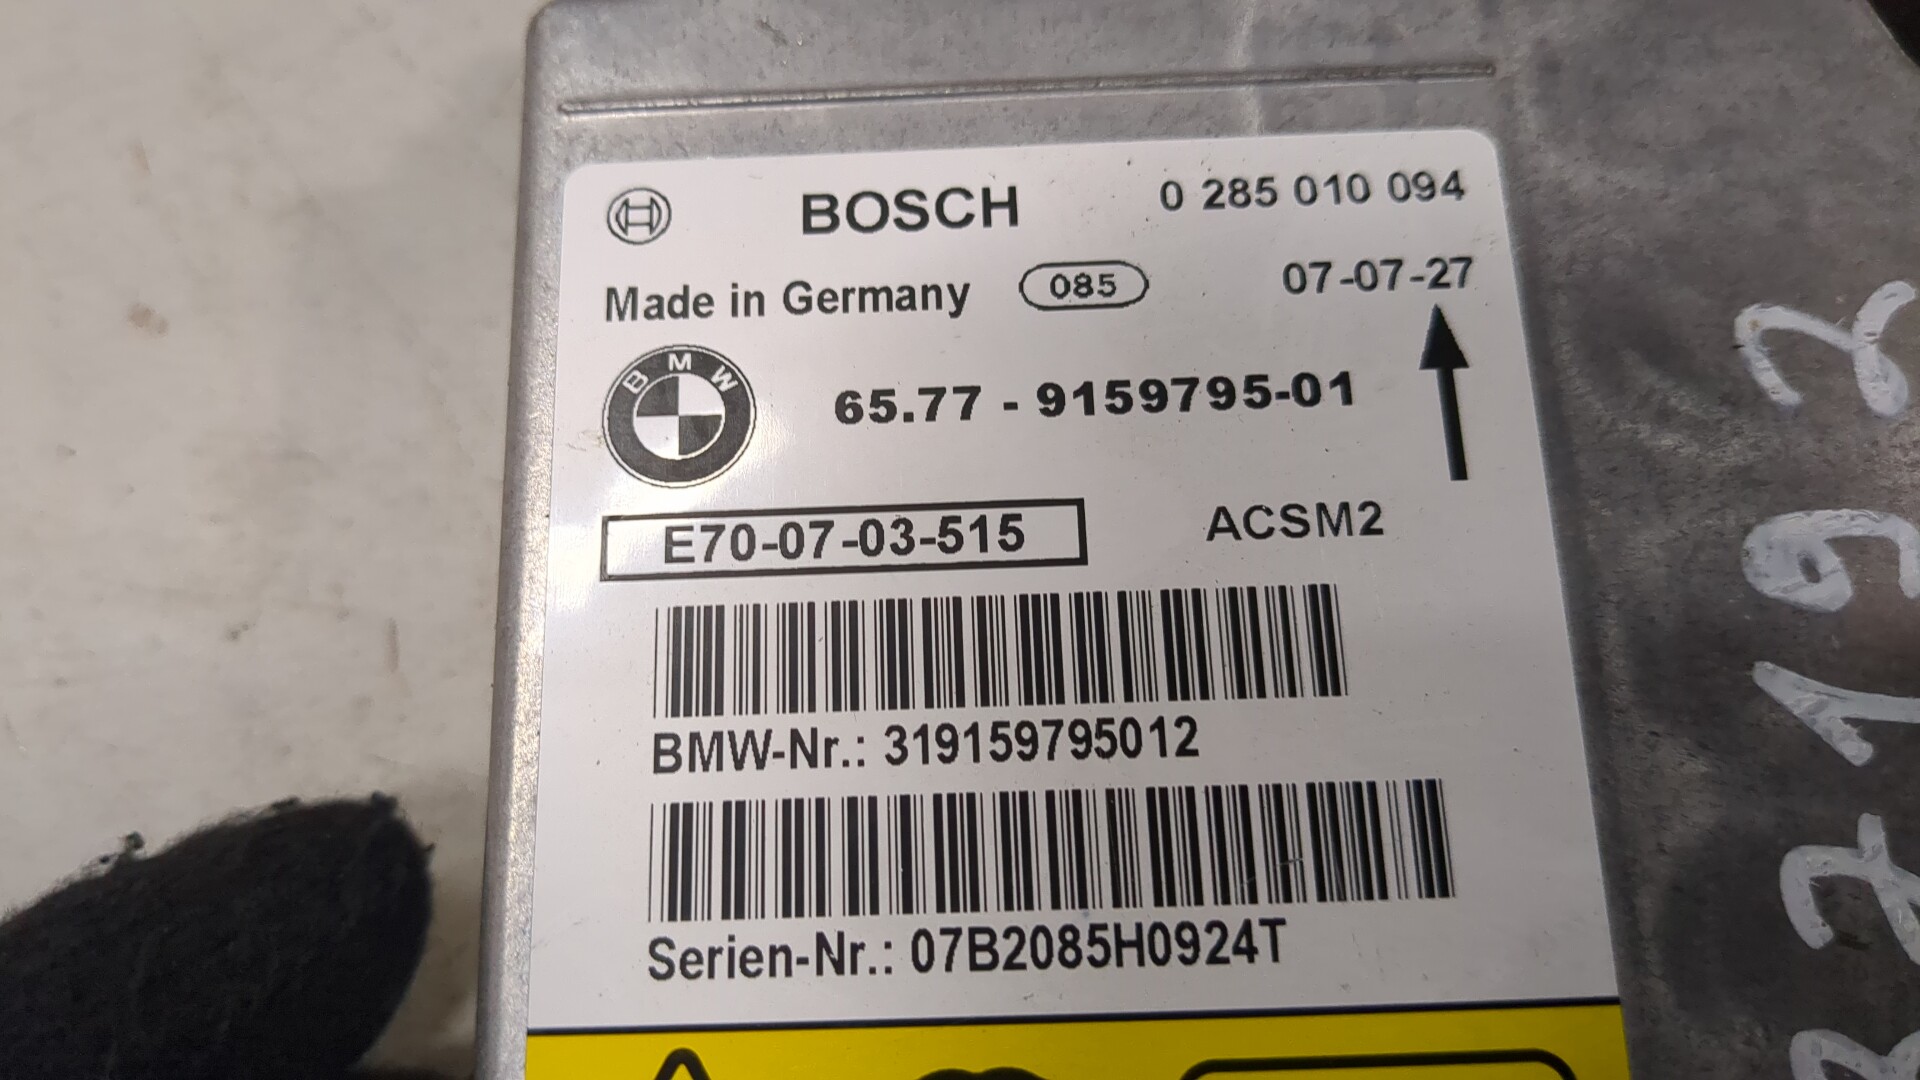 BOSCH 0 285 010 094
Made in Germany 085 07-07-27
BMW 65.77 - 9159795-01
E70-07-03-515 ACSM2
BMW-Nr.: 319159795012
Serien-Nr.: 07B2085H0924T